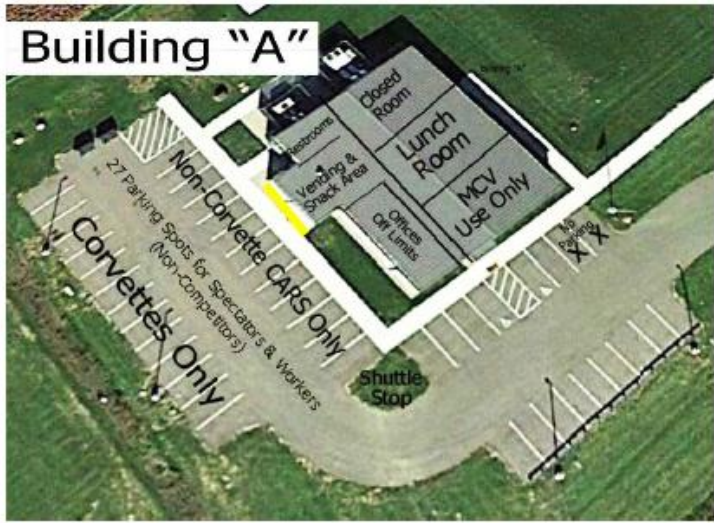 Building "A"
Building "A"
Closed
Room
Restrooms
Lunch
Room
Vending &
Snack Area
MCV
Use Only
Offices
Off Limits
No
Parking
X X
Non-Corvette CARS Only
27 Parking Spots for Spectators & Workers
(Non-Competitors)
Corvettes Only
Shuttle
Stop